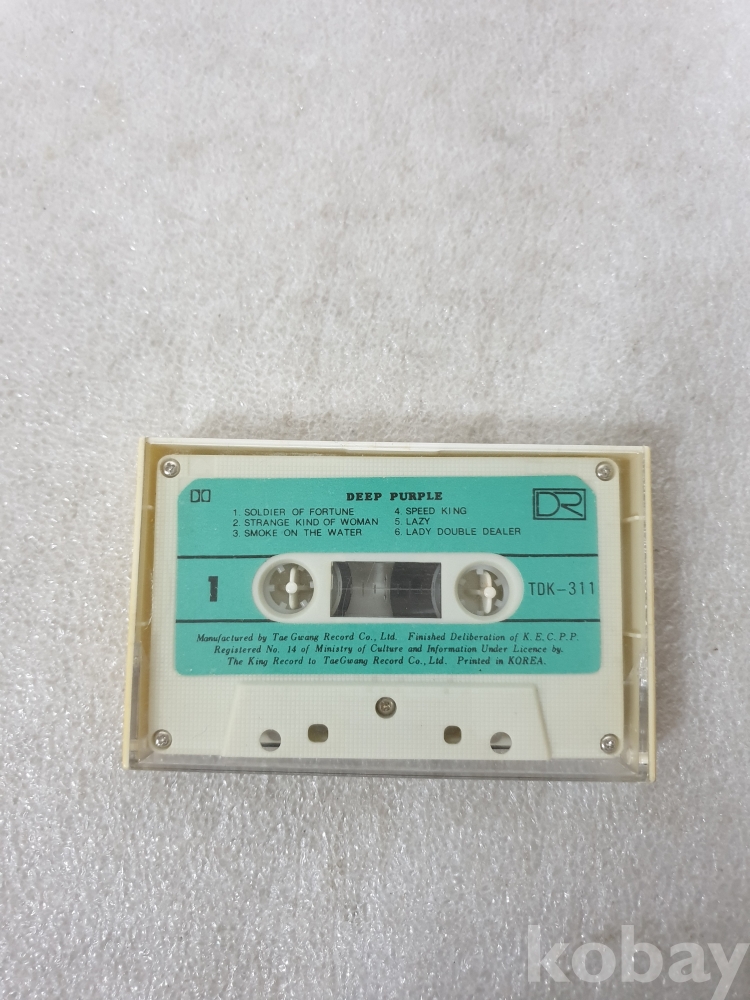 DEEP PURPLE
1. SOLDIER OF FORTUNE
2. STRANGE KIND OF WOMAN
3. SMOKE ON THE WATER
4. SPEED KING
5. LAZY
6. LADY DOUBLE DEALER
DR
1
TDK-311
Manufactured by Tae Gwang Record Co., Ltd. Finished Deliberation of K. E. C. P. P.
Registered No. 14 of Ministry of Culture and Information Under Licence by.
The King Record to TaeGwang Record Co., Ltd. Printed in KOREA.
kobay